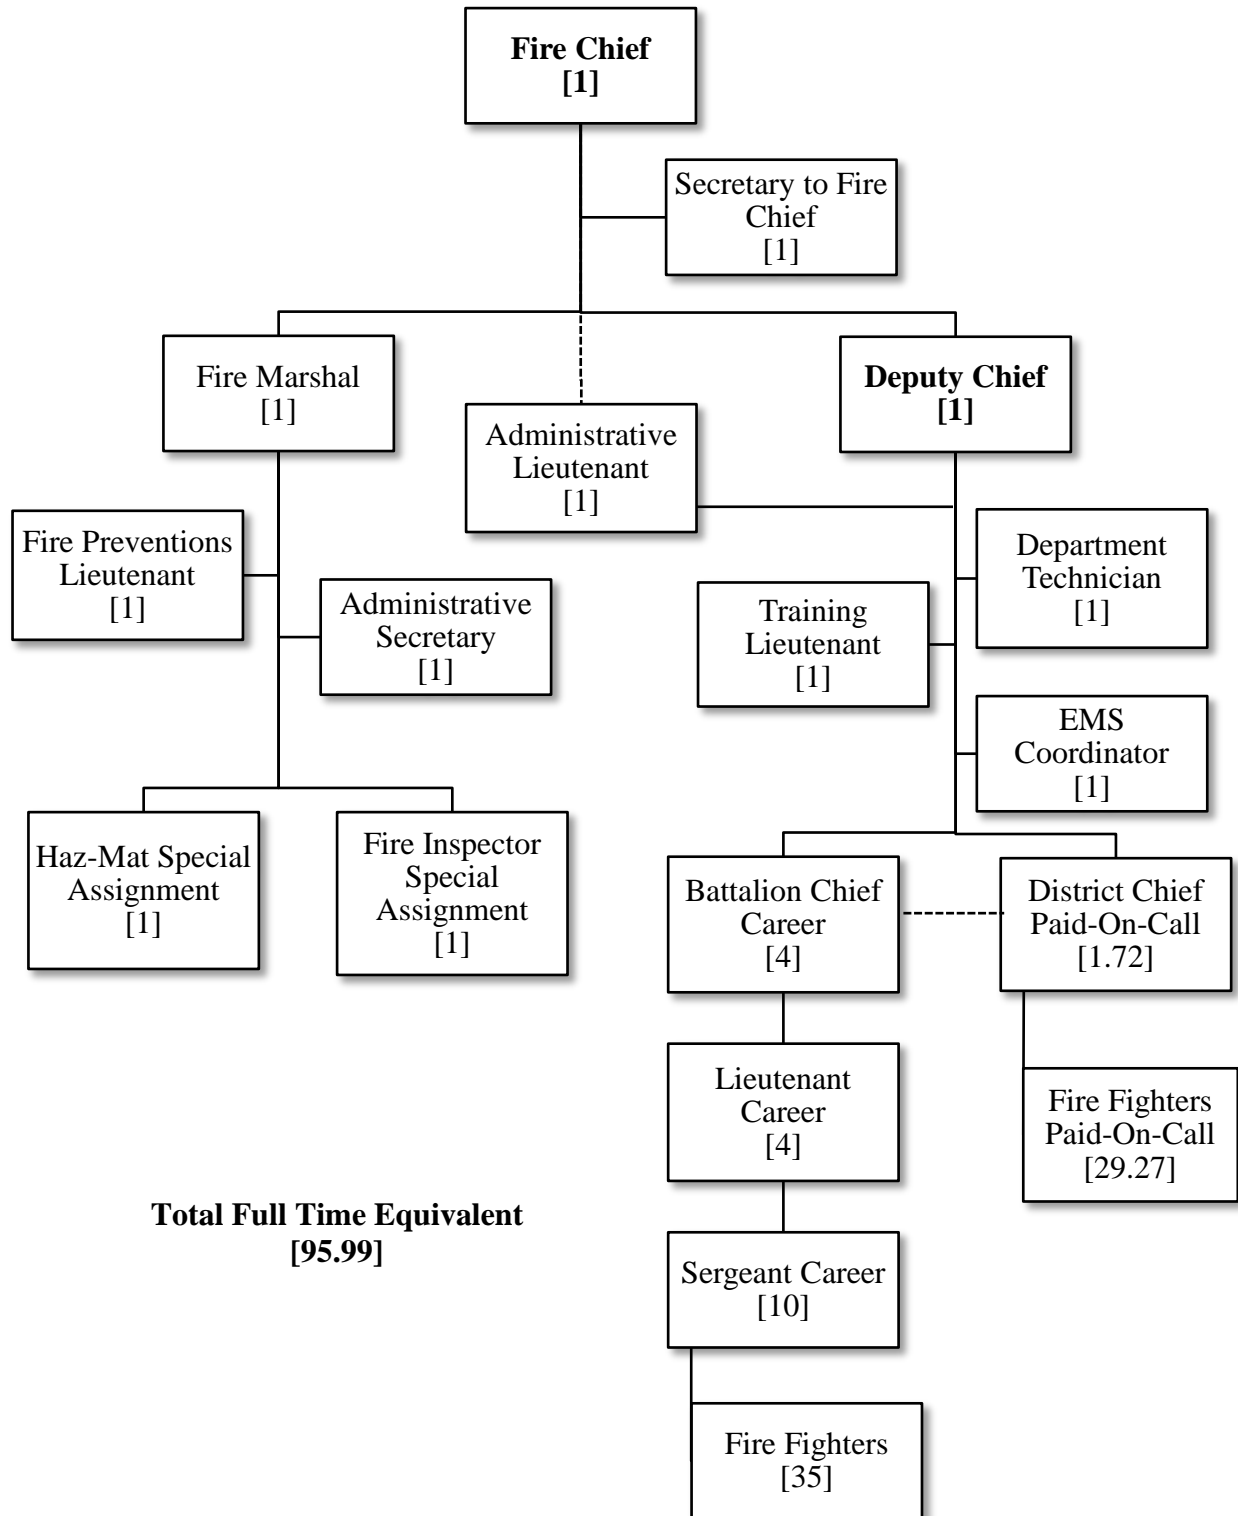 Fire Chief
[1]
Secretary to Fire
Chief
[1]
Fire Marshal
[1]
Deputy Chief
[1]
Administrative
Lieutenant
[1]
Fire Preventions
Lieutenant
[1]
Administrative
Secretary
[1]
Department
Technician
[1]
Training
Lieutenant
[1]
EMS
Coordinator
[1]
Haz-Mat Special
Assignment
[1]
Fire Inspector
Special
Assignment
[1]
Battalion Chief
Career
[4]
District Chief
Paid-On-Call
[1.72]
Lieutenant
Career
[4]
Fire Fighters
Paid-On-Call
[29.27]
Total Full Time Equivalent
[95.99]
Sergeant Career
[10]
Fire Fighters
[35]